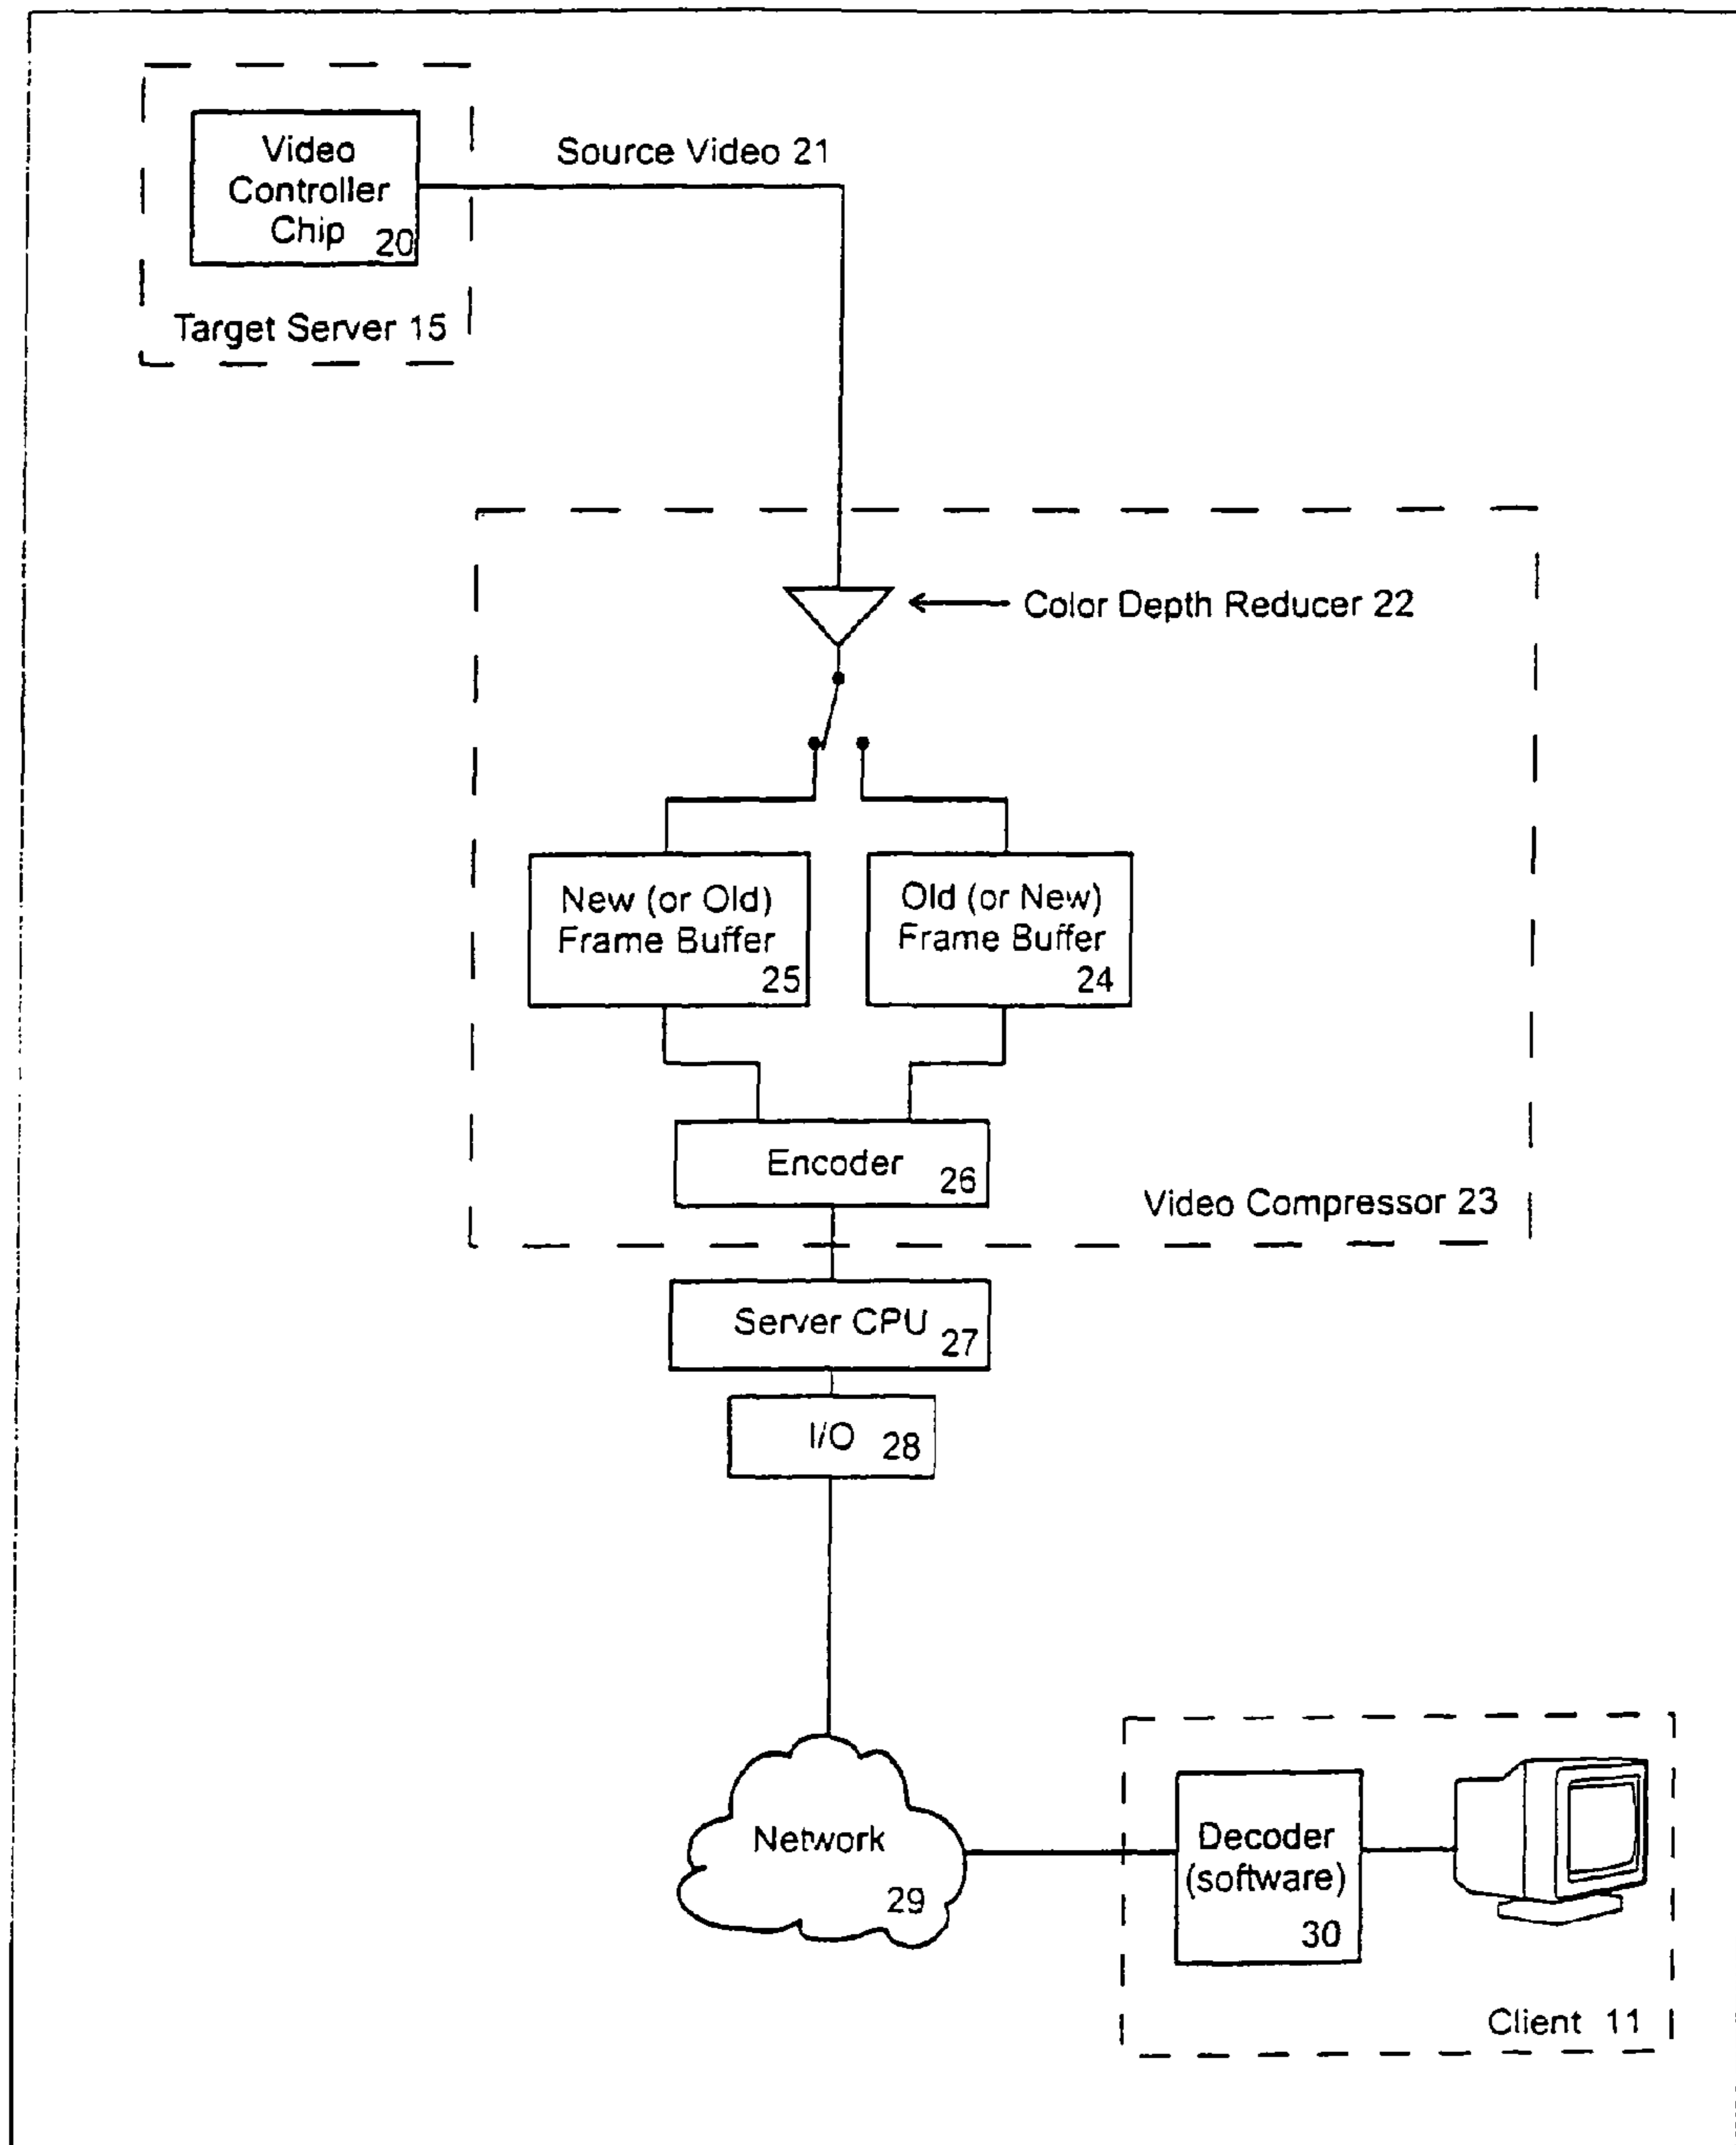 Video
Controller
Chip 20
Target Server 15
Source Video 21
Color Depth Reducer 22
New (or Old)
Frame Buffer
25
Old (or New)
Frame Buffer
24
Encoder 26
Video Compressor 23
Server CPU 27
I/O 28
Network
29
Decoder
(software)
30
Client 11